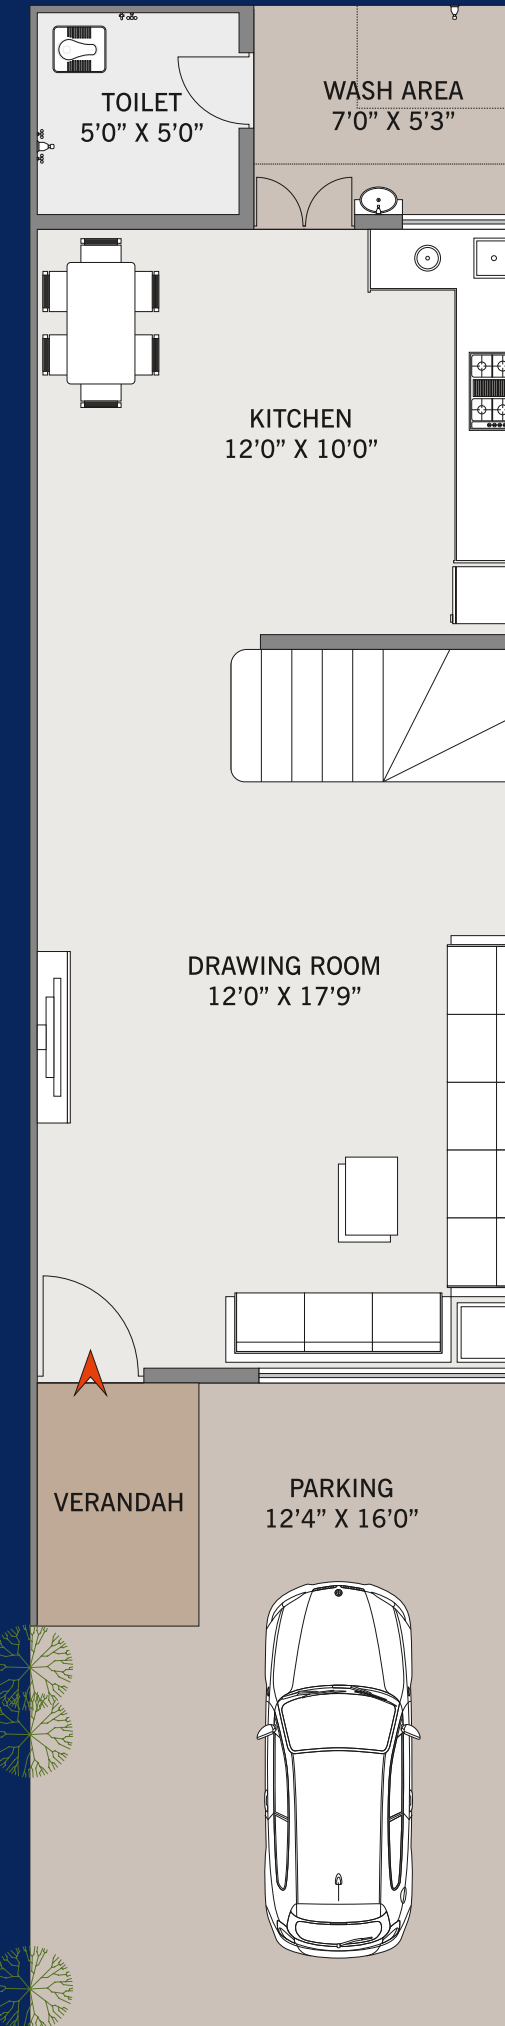 TOILET
5’0” X 5’0”
WASH AREA
7’0” X 5’3”
KITCHEN
12’0” X 10’0”
DRAWING ROOM
12’0” X 17’9”
VERANDAH
PARKING
12’4” X 16’0”